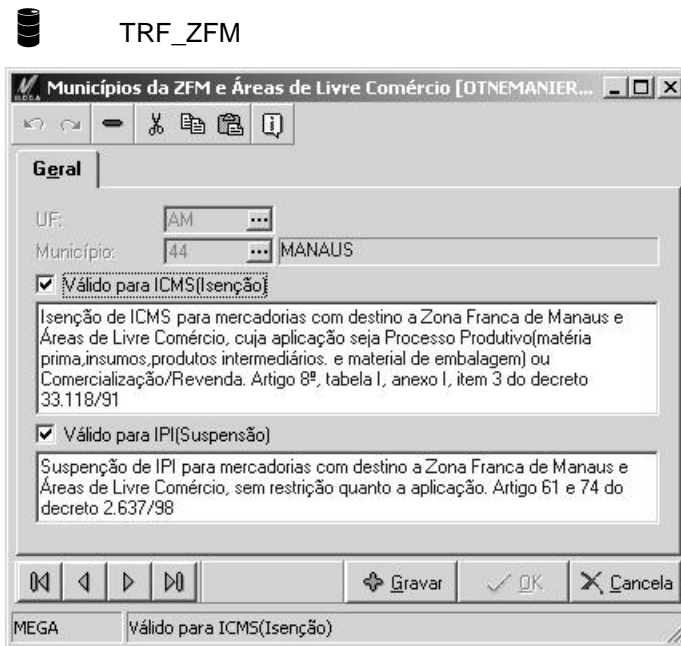 TRF_ZFM
Municípios da ZFM e Áreas de Livre Comércio [OTNEMANIER...
Geral
UF: AM ...
Município: 44 ... MANAUS
Válido para ICMS(Isenção)
Isenção de ICMS para mercadorias com destino a Zona Franca de Manaus e
Áreas de Livre Comércio, cuja aplicação seja Processo Produtivo(matéria
prima,insumos,produtos intermediários. e material de embalagem) ou
Comercialização/Revenda. Artigo 8º, tabela I, anexo I, item 3 do decreto
33.118/91
Válido para IPI(Suspensão)
Suspenção de IPI para mercadorias com destino a Zona Franca de Manaus e
Áreas de Livre Comércio, sem restrição quanto a aplicação. Artigo 61 e 74 do
decreto 2.637/98
Gravar OK Cancela
MEGA Válido para ICMS(Isenção)